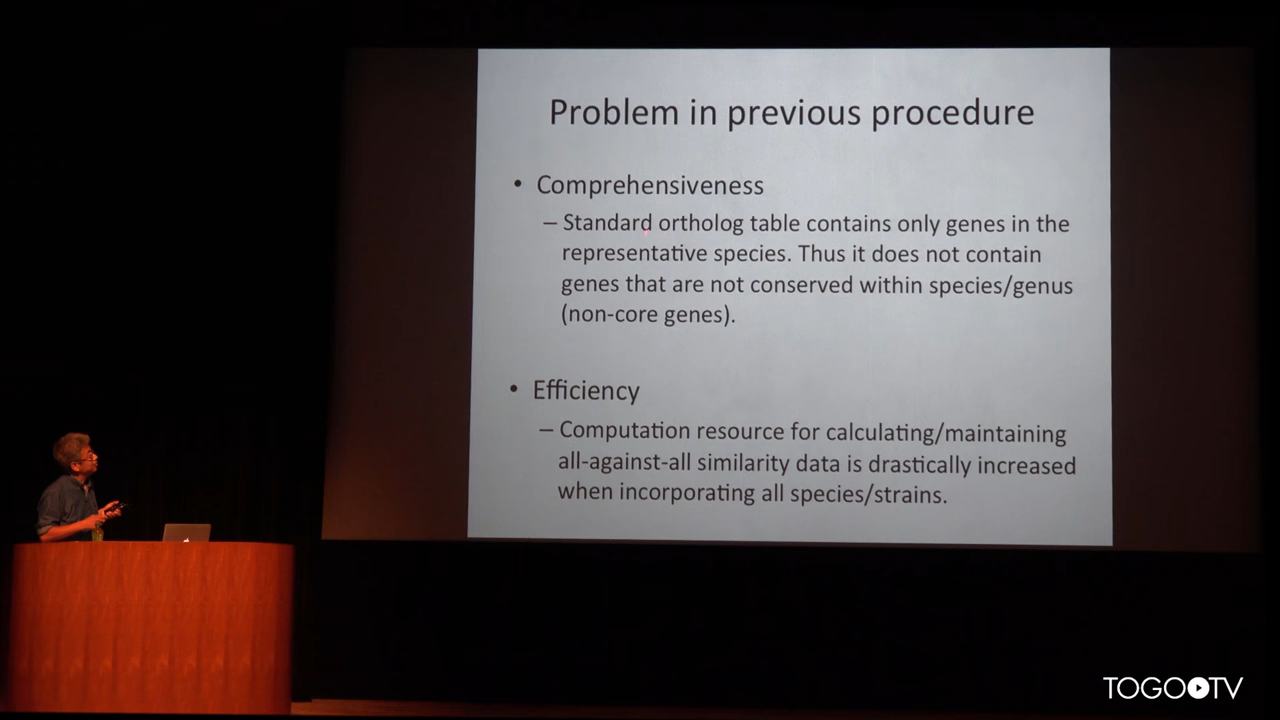 Problem in previous procedure
• Comprehensiveness
– Standard ortholog table contains only genes in the
representative species. Thus it does not contain
genes that are not conserved within species/genus
(non-core genes).
• Efficiency
– Computation resource for calculating/maintaining
all-against-all similarity data is drastically increased
when incorporating all species/strains.
TOGOTV